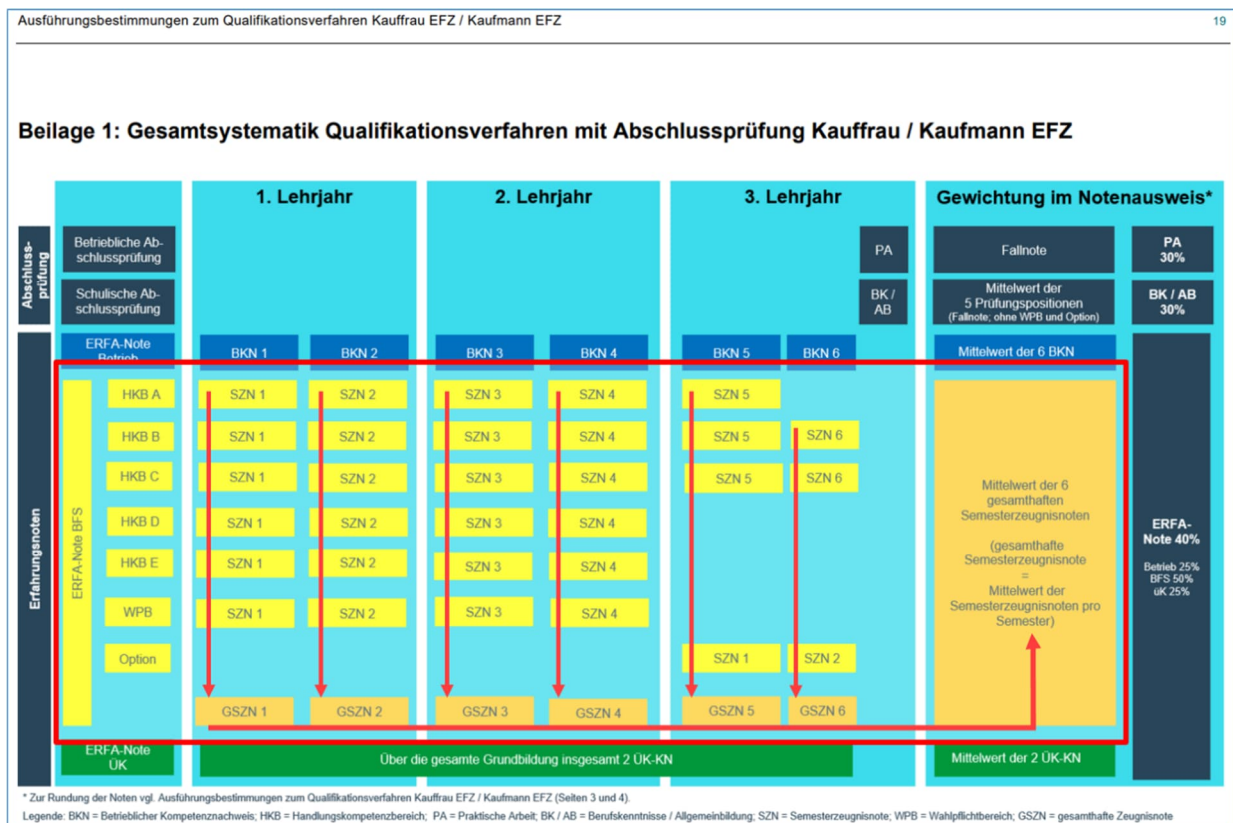 Ausführungsbestimmungen zum Qualifikationsverfahren Kauffrau EFZ / Kaufmann EFZ 19
Beilage 1: Gesamtsystematik Qualifikationsverfahren mit Abschlussprüfung Kauffrau / Kaufmann EFZ
1. Lehrjahr 2. Lehrjahr 3. Lehrjahr Gewichtung im Notenausweis*
Abschluss-
prüfung
Betriebliche Ab-
schlussprüfung
PA
Fallnote
PA
30%
Schulische Ab-
schlussprüfung
BK /
AB
Mittelwert der
5 Prüfungspositionen
(Fallnote; ohne WPB und Option)
BK / AB
30%
Erfahrungsnoten
ERFA-Note
Betrieb
BKN 1 BKN 2 BKN 3 BKN 4 BKN 5 BKN 6 Mittelwert der 6 BKN
ERFA-Note BFS
HKB A SZN 1 SZN 2 SZN 3 SZN 4 SZN 5
HKB B SZN 1 SZN 2 SZN 3 SZN 4 SZN 5 SZN 6
HKB C SZN 1 SZN 2 SZN 3 SZN 4 SZN 5 SZN 6
HKB D SZN 1 SZN 2 SZN 3 SZN 4
HKB E SZN 1 SZN 2 SZN 3 SZN 4
WPB SZN 1 SZN 2 SZN 3 SZN 4
Option SZN 1 SZN 2
GSZN 1 GSZN 2 GSZN 3 GSZN 4 GSZN 5 GSZN 6
Mittelwert der 6
gesamthaften
Semesterzeugnisnoten
(gesamthafte
Semesterzeugnisnote
=
Mittelwert der
Semesterzeugnisnoten pro
Semester)
ERFA-
Note 40%
Betrieb 25%
BFS 50%
üK 25%
ERFA-Note
ÜK
Über die gesamte Grundbildung insgesamt 2 ÜK-KN
Mittelwert der 2 ÜK-KN
* Zur Rundung der Noten vgl. Ausführungsbestimmungen zum Qualifikationsverfahren Kauffrau EFZ / Kaufmann EFZ (Seiten 3 und 4).
Legende: BKN = Betrieblicher Kompetenznachweis; HKB = Handlungskompetenzbereich; PA = Praktische Arbeit; BK / AB = Berufskenntnisse / Allgemeinbildung; SZN = Semesterzeugnisnote; WPB = Wahlpflichtbereich; GSZN = gesamthafte Zeugnisnote